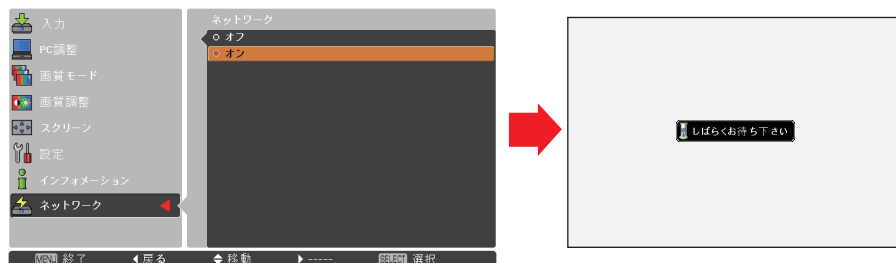 入力
PC調整
画質モード
画質調整
スクリーン
設定
インフォメーション
ネットワーク
ネットワーク
オフ
オン
MENU 終了 戻る 移動 ----- SELECT 選択
しばらくお待ち下さい